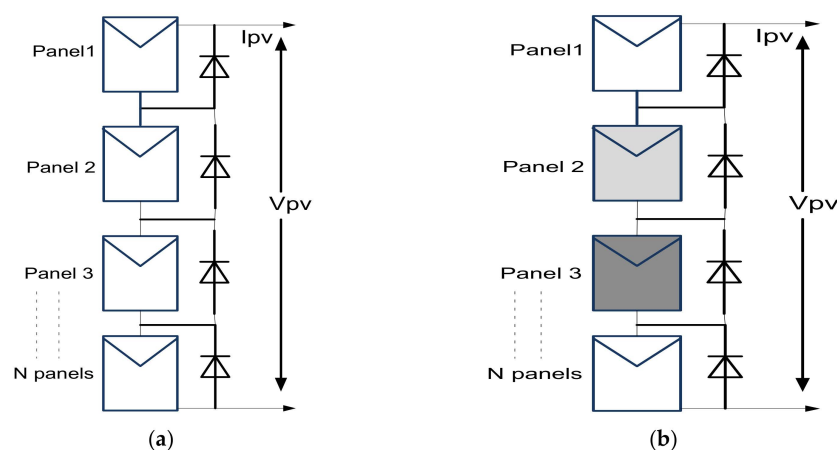 Panel1
Ipv
Panel 2
Vpv
Panel 3
N panels
(a)
Panel1
Ipv
Panel 2
Vpv
Panel 3
N panels
(b)